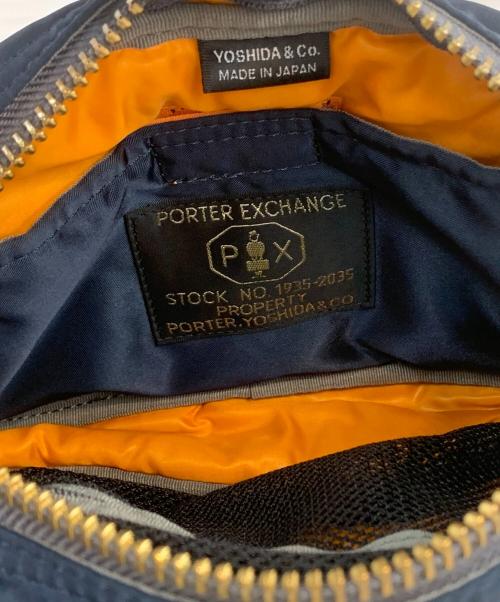 YOSHIDA & Co.
MADE IN JAPAN
PORTER EXCHANGE
P X
STOCK NO. 1935-2035
PROPERTY
PORTER, YOSHIDA&CO